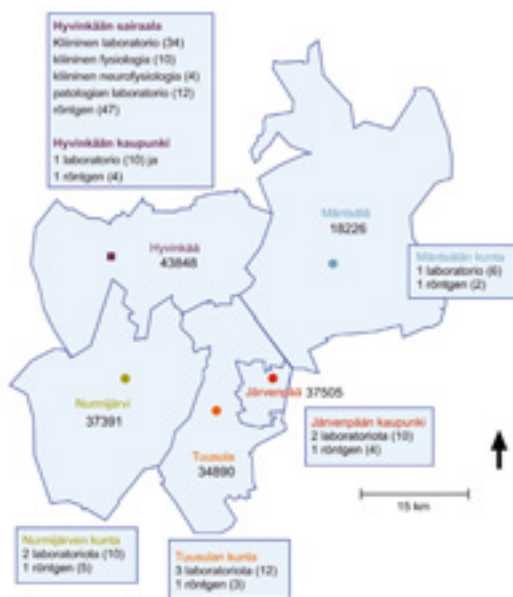 Hyvinkään sairaala
Kliininen laboratorio (34)
kliininen fysiologia (10)
kliininen neurofysiologia (4)
patologian laboratorio (12)
röntgen (47)
Hyvinkään kaupunki
1 laboratorio (10) ja
1 röntgen (4)
Mäntsälä
18226
Hyvinkää
43848
Mäntsälän kunta
1 laboratorio (6)
1 röntgen (2)
Nurmijärvi
37391
Järvenpää 37505
Järvenpään kaupunki
2 laboratoriota (10)
1 röntgen (4)
Tuusula
34890
15 km
Nurmijärven kunta
2 laboratoriota (10)
1 röntgen (5)
Tuusulan kunta
3 laboratoriota (12)
1 röntgen (3)